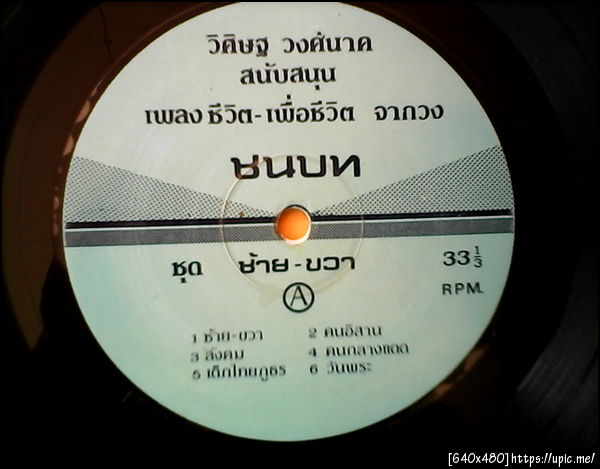 วิศิษฐ วงศ์นาค
สนับสนุน
เพลงชีวิต-เพื่อชีวิต จากวง
ชนบท
ชุด ซ้าย-ขวา 33 1/3
A RPM.
1 ซ้าย-ขวา 2 คนอีสาน
3 สังคม 4 คนกลางแดด
5 เด็กไทยภูธร 6 วันพระ
[640x480]https://upic.me/